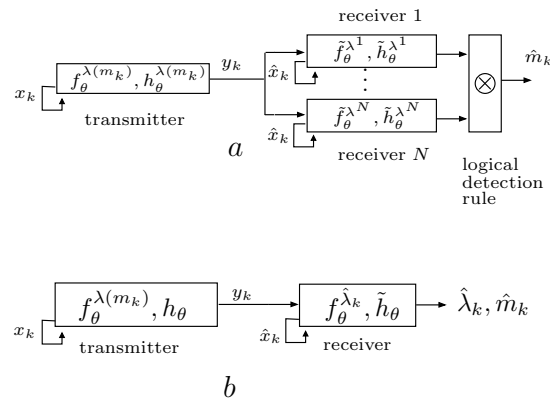 receiver 1
f̃_θ^{λ^1}, h̃_θ^{λ^1}
y_k
f_θ^{λ(m_k)}, h_θ^{λ(m_k)}
x_k
x̂_k
⋮
⊗
m̂_k
transmitter
f̃_θ^{λ^N}, h̃_θ^{λ^N}
x̂_k
a
receiver N
logical
detection
rule
f_θ^{λ(m_k)}, h_θ
y_k
f_θ^{λ̂_k}, h̃_θ
λ̂_k, m̂_k
x_k
x̂_k
transmitter
receiver
b